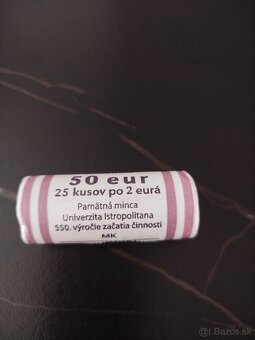 50 eur
25 kusov po 2 eurá
Pamätná minca
Univerzita Istropolitana
550. výročie začatia činnosti
MK
Bazos.sk